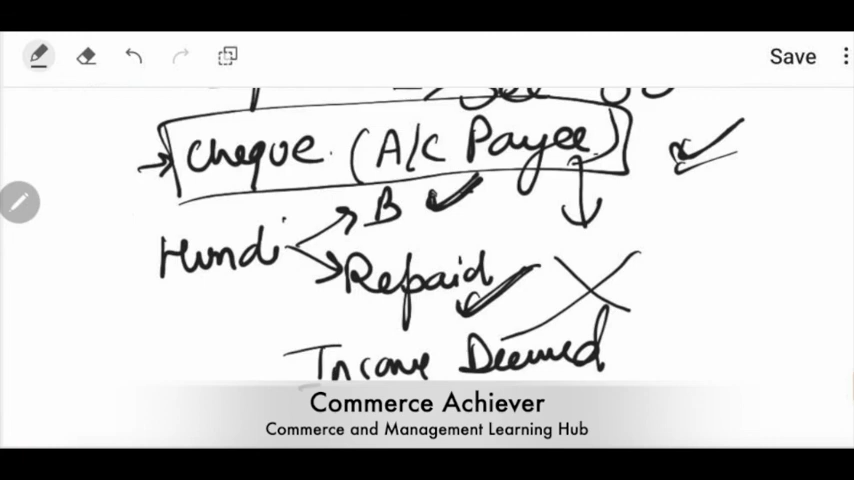 Save
Cheque. (A/C Payee)
B
Hundi
Repaid
Income Deemed
Commerce Achiever
Commerce and Management Learning Hub